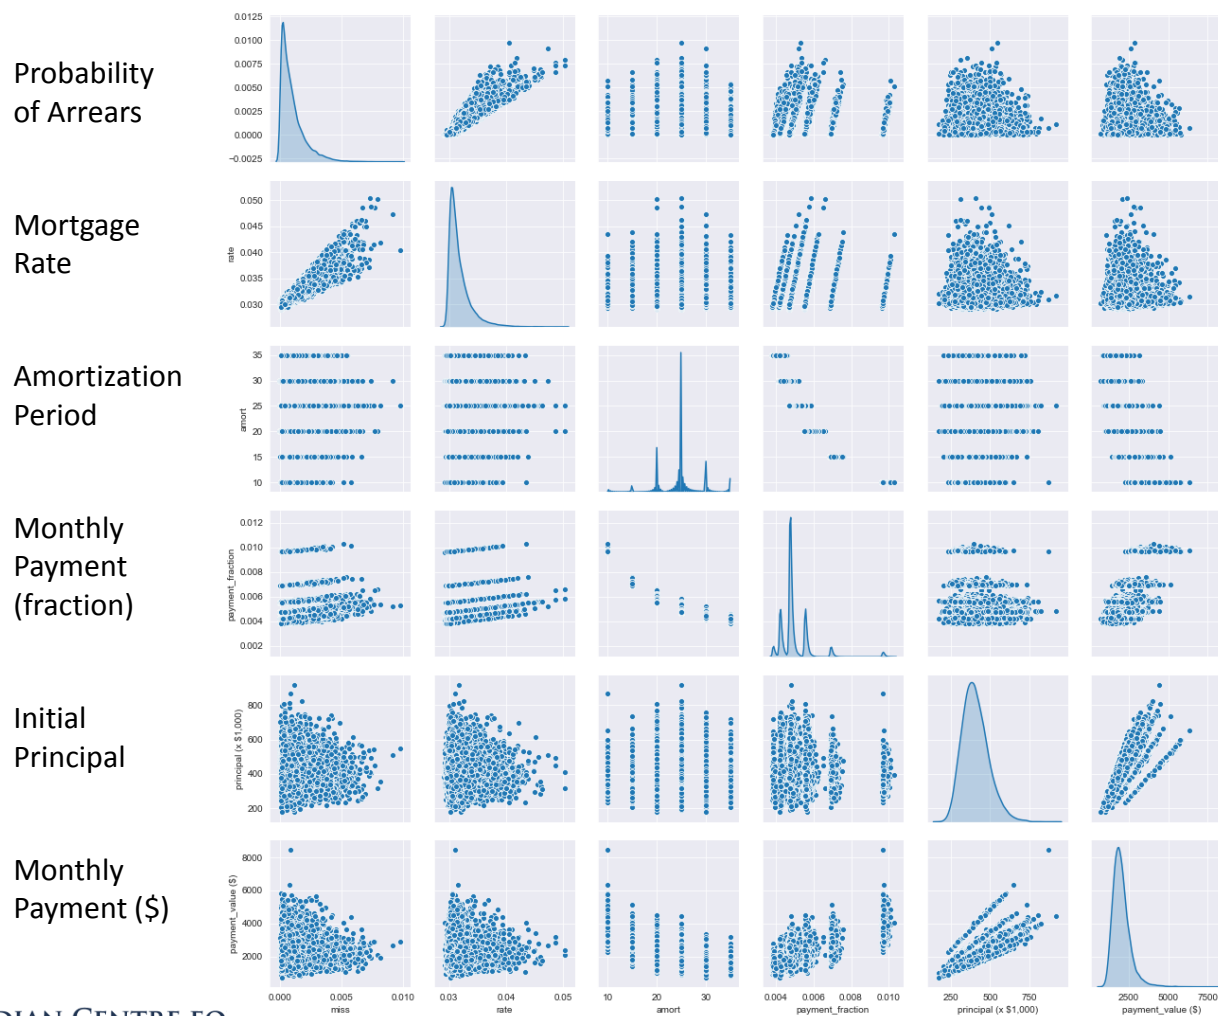 Probability
of Arrears
0.0125
0.0100
0.0075
0.0050
0.0025
0.0000
−0.0025
Mortgage
Rate
rate
0.050
0.045
0.040
0.035
0.030
Amortization
Period
amort
35
30
25
20
15
10
Monthly
Payment
(fraction)
payment_fraction
0.012
0.010
0.008
0.006
0.004
0.002
Initial
Principal
principal (x $1,000)
800
600
400
200
Monthly
Payment ($)
payment_value ($)
8000
6000
4000
2000
0.000 0.005 0.010 0.03 0.04 0.05 10 20 30 0.004 0.006 0.008 0.010 250 500 750 2500 5000 7500
miss rate amort payment_fraction principal (x $1,000) payment_value ($)